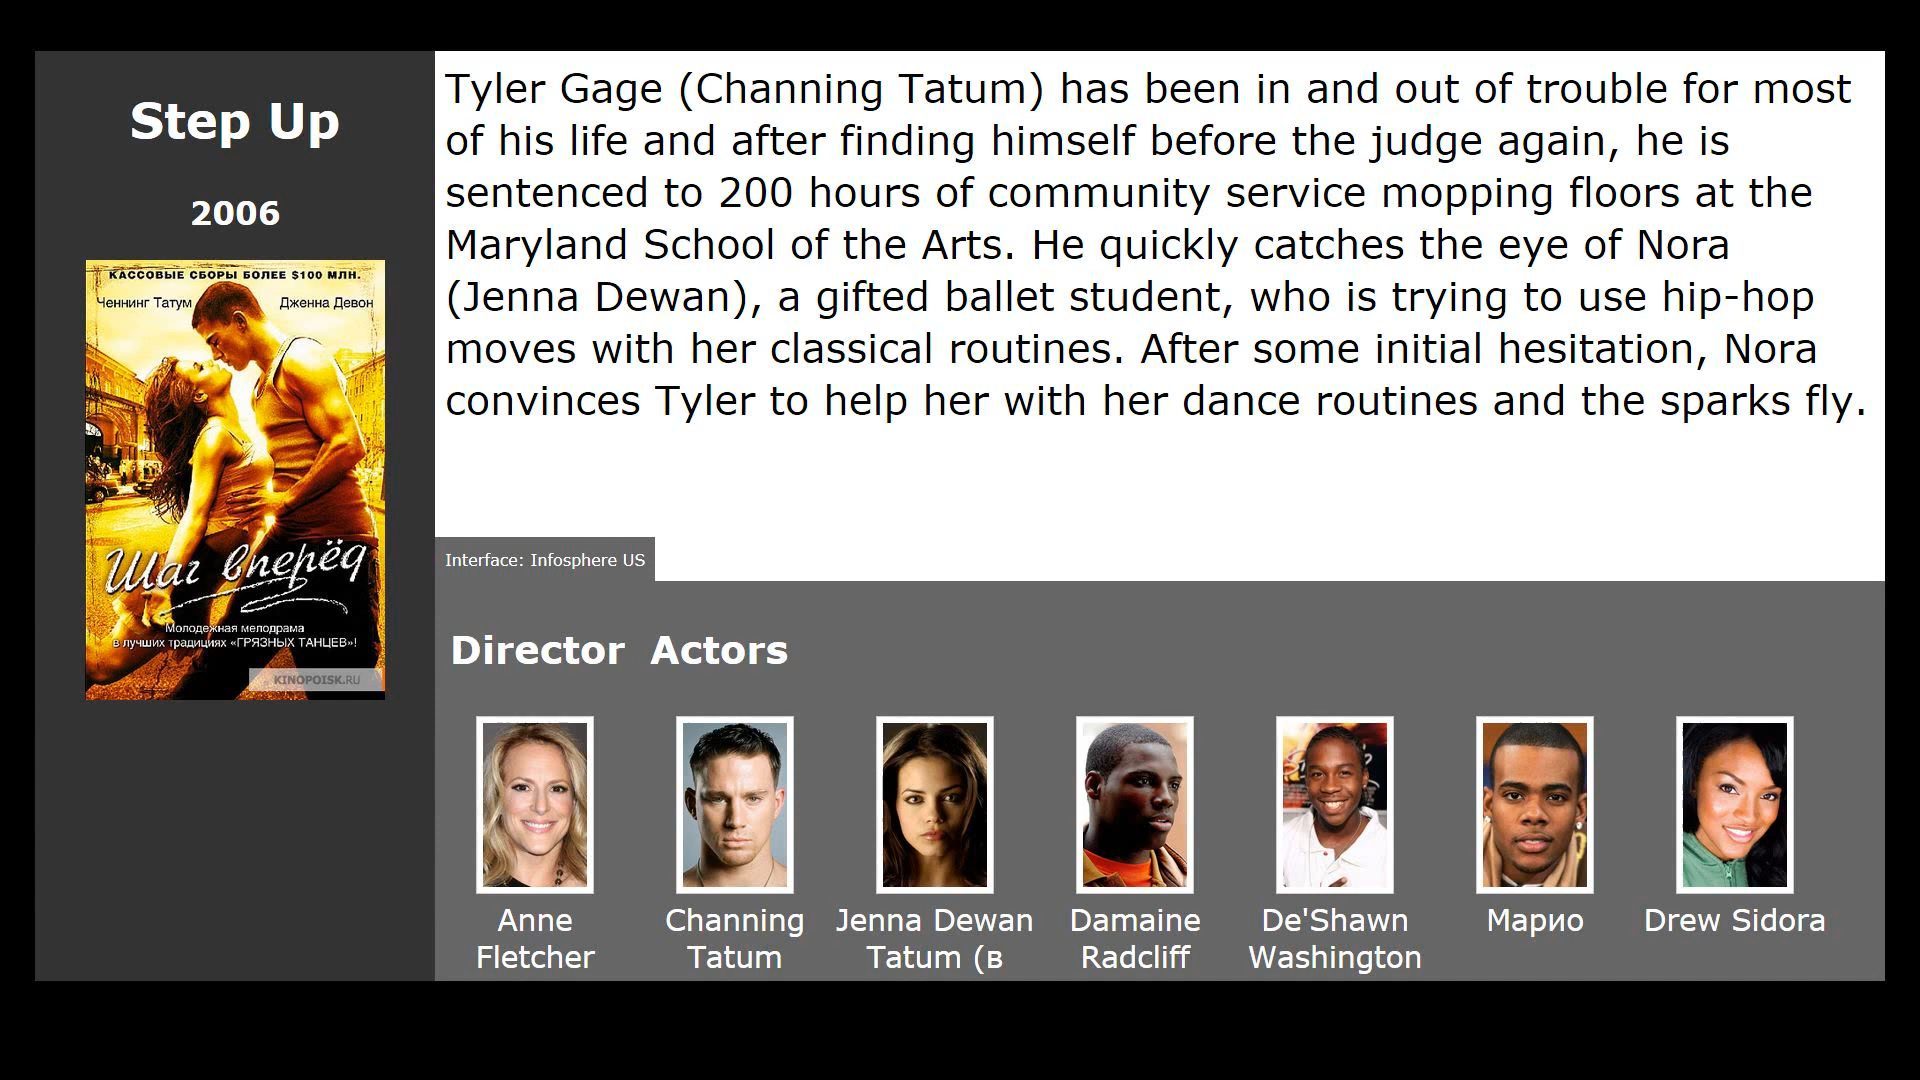 Step Up
2006
КАССОВЫЕ СБОРЫ БОЛЕЕ $100 МЛН.
Ченнинг Татум Дженна Девон
Шаг вперёд
Молодежная мелодрама
в лучших традициях «ГРЯЗНЫХ ТАНЦЕВ»!
KINOPOISK.RU
Tyler Gage (Channing Tatum) has been in and out of trouble for most
of his life and after finding himself before the judge again, he is
sentenced to 200 hours of community service mopping floors at the
Maryland School of the Arts. He quickly catches the eye of Nora
(Jenna Dewan), a gifted ballet student, who is trying to use hip-hop
moves with her classical routines. After some initial hesitation, Nora
convinces Tyler to help her with her dance routines and the sparks fly.
Interface: Infosphere US
Director Actors
Anne
Fletcher
Channing
Tatum
Jenna Dewan
Tatum (в
Damaine
Radcliff
De'Shawn
Washington
Марио
Drew Sidora